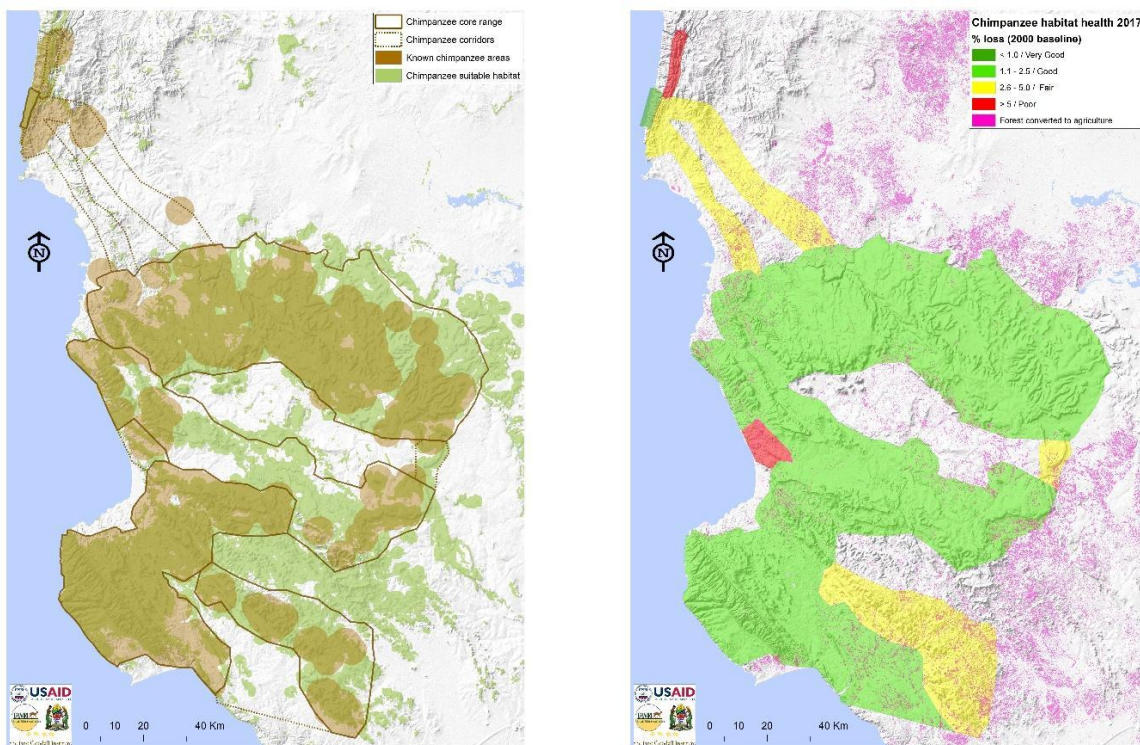 Chimpanzee core range
Chimpanzee corridors
Known chimpanzee areas
Chimpanzee suitable habitat
N
USAID
0 10 20 40 Km
Chimpanzee habitat health 2017
% loss (2000 baseline)
< 1.0 / Very Good
1.1 - 2.5 / Good
2.6 - 5.0 / Fair
> 5 / Poor
Forest converted to agriculture
N
USAID
0 10 20 40 Km